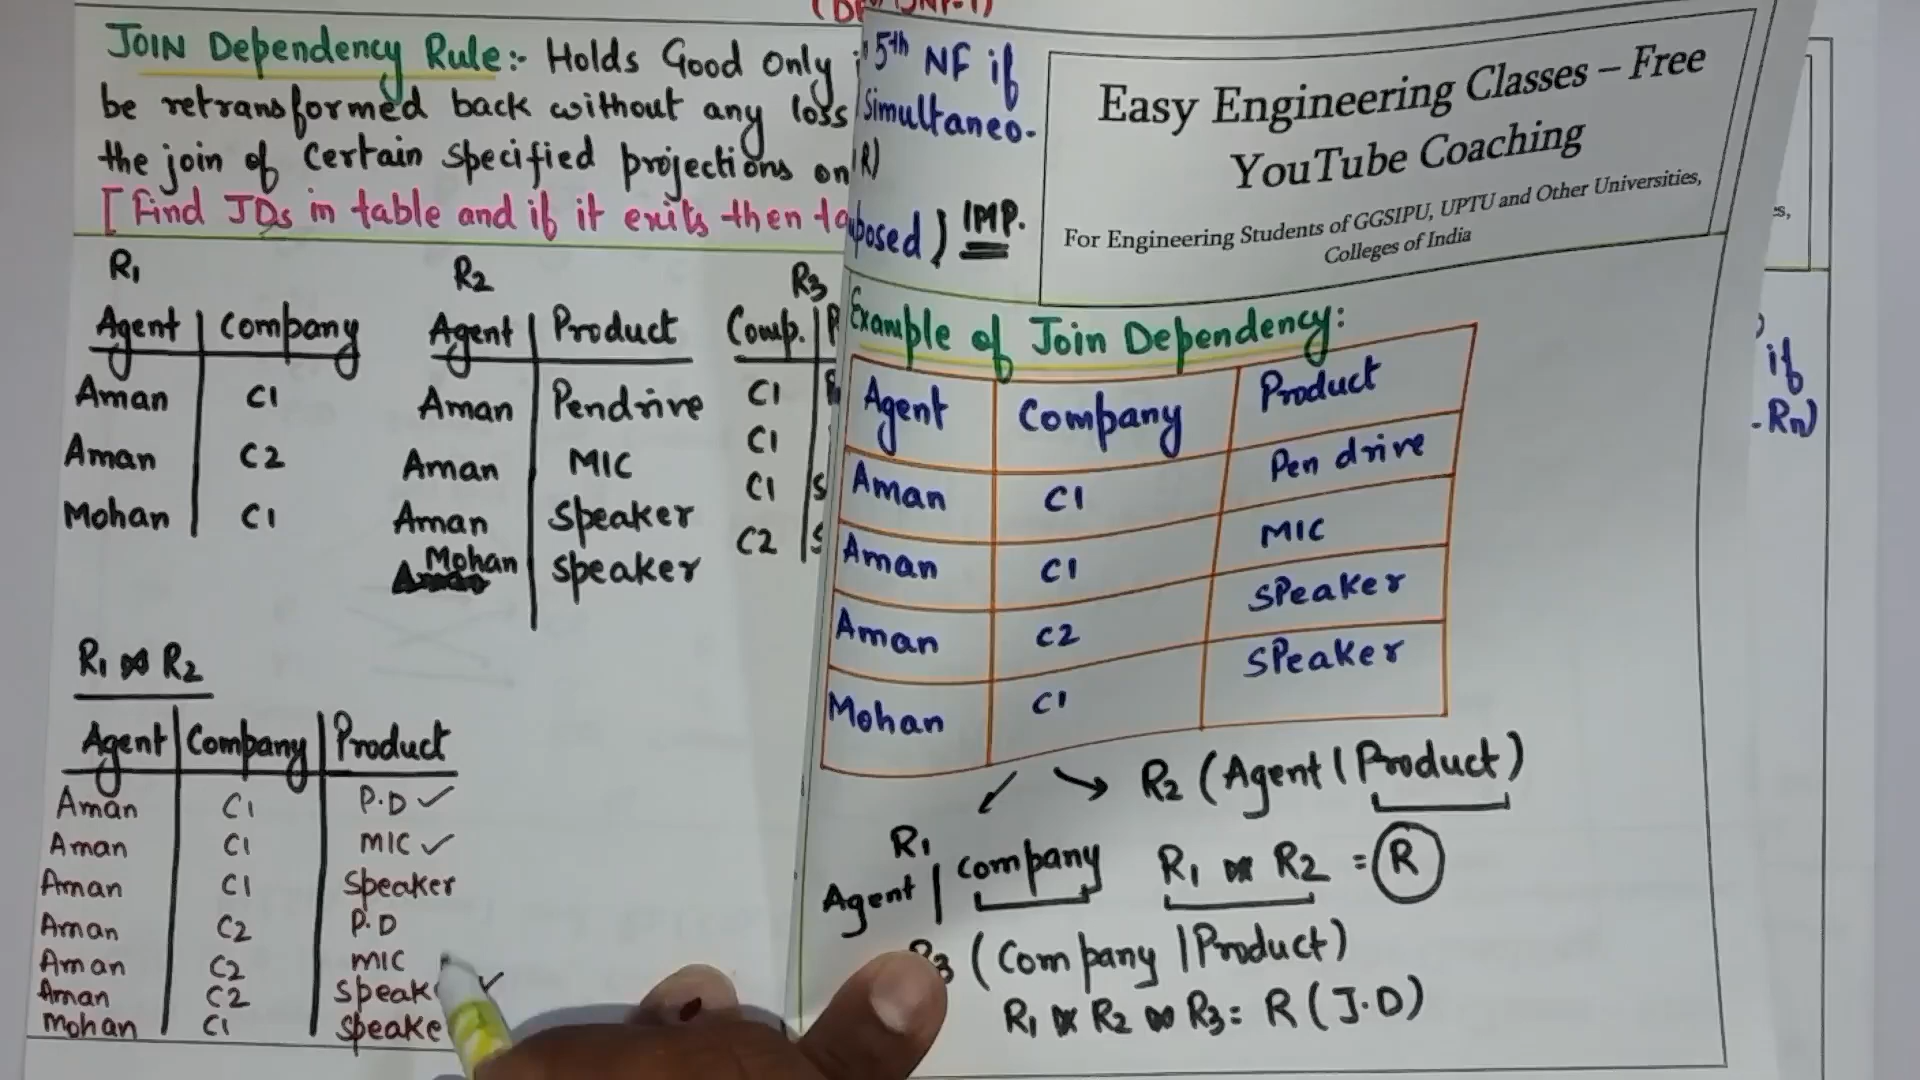 JOIN Dependency Rule:- Holds Good Only
be retransformed back without any loss
the join of certain specified projections on
[Find JDs in table and if it exits then
5th NF if
Simultaneo-
R)
posed) IMP.
Easy Engineering Classes – Free
YouTube Coaching
For Engineering Students of GGSIPU, UPTU and Other Universities,
Colleges of India
es,
if
-Rn)
R1
Agent | Company
Aman C1
Aman C2
Mohan C1
R2
Agent | Product
Aman Pendrive
Aman MIC
Aman Speaker
Mohan Speaker
R3
Comp. | P
C1
C1
C1 S
C2 S
R1 ⋈ R2
Agent | Company | Product
Aman C1 P.D ✓
Aman C1 MIC ✓
Aman C1 Speaker
Aman C2 P.D
Aman C2 MIC
Aman C2 Speak ✓
Mohan C1 Speake
Example of Join Dependency:
Agent Company Product
Aman C1 Pen drive
Aman C1 MIC
Aman C2 Speaker
Mohan C1 Speaker
R2 (Agent | Product)
R1
Agent | Company
R1 ⋈ R2 = R
R3 (Company | Product)
R1 ⋈ R2 ⋈ R3 = R (J.D)